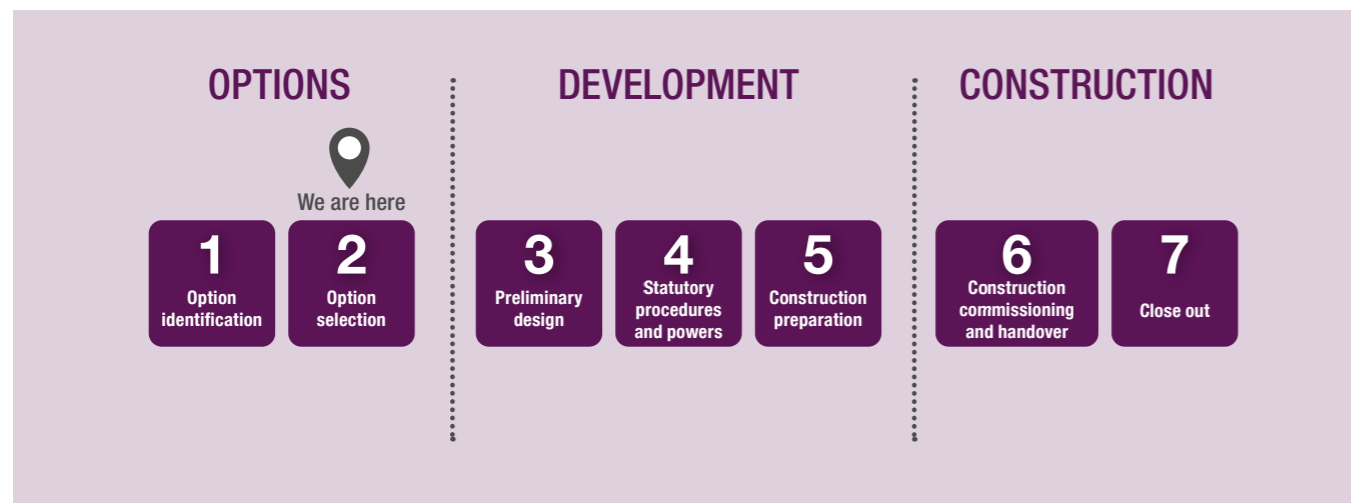 OPTIONS
We are here
1
Option
identification
2
Option
selection
DEVELOPMENT
3
Preliminary
design
4
Statutory
procedures
and powers
5
Construction
preparation
CONSTRUCTION
6
Construction
commissioning
and handover
7
Close out